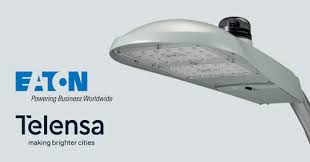 EATON
Powering Business Worldwide
Telensa
making brighter cities